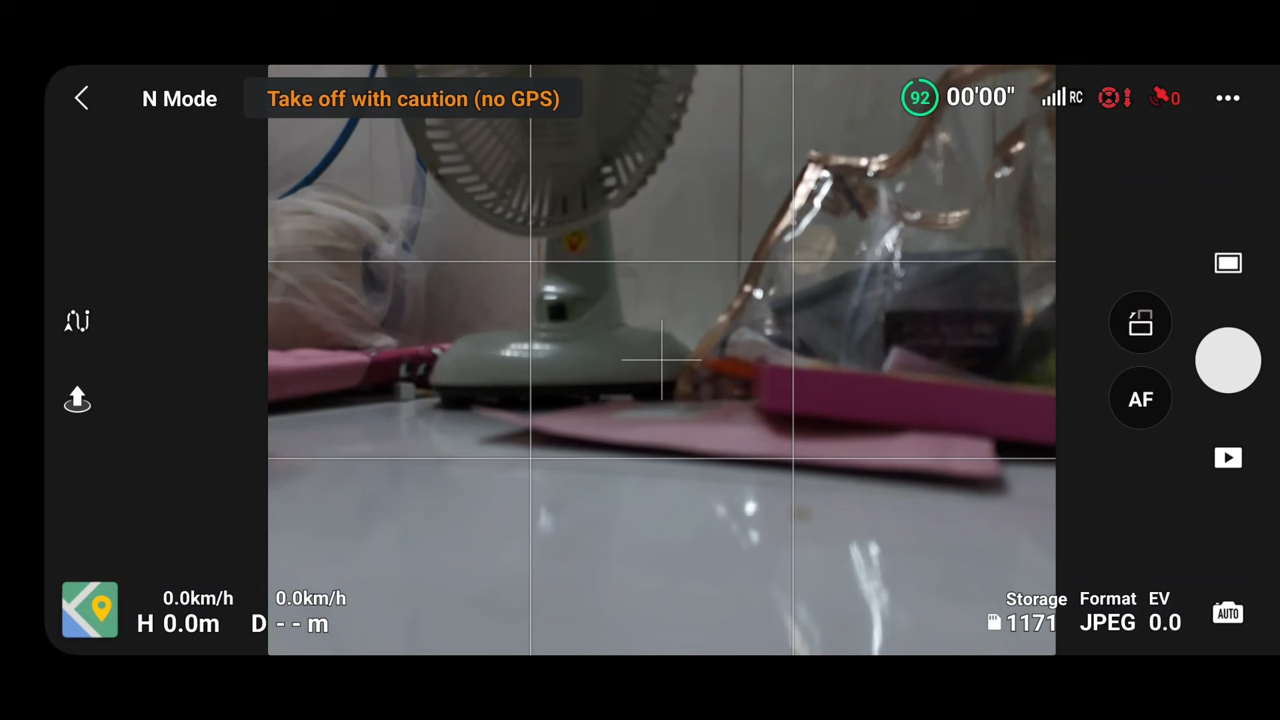 N Mode
Take off with caution (no GPS)
92
00'00"
RC
0
AF
0.0km/h
0.0km/h
H 0.0m
D - - m
Storage
Format
EV
1171
JPEG
0.0
AUTO